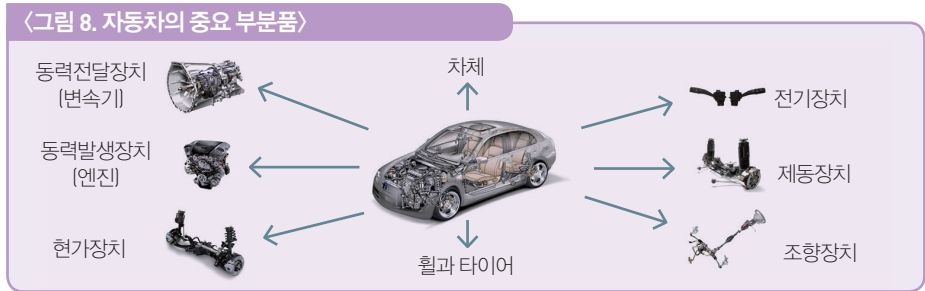 〈그림 8. 자동차의 중요 부분품〉
동력전달장치
(변속기)
차체
전기장치
동력발생장치
(엔진)
제동장치
현가장치
휠과 타이어
조향장치